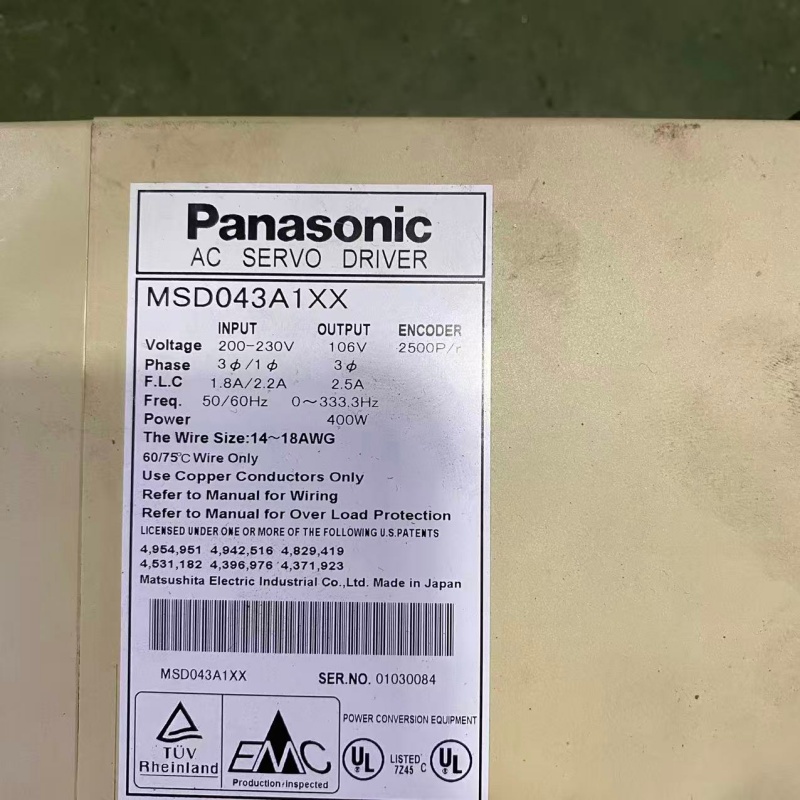 Panasonic
AC SERVO DRIVER
MSD043A1XX
INPUT OUTPUT ENCODER
Voltage 200-230V 106V 2500P/r
Phase 3ϕ/1ϕ 3ϕ
F.L.C 1.8A/2.2A 2.5A
Freq. 50/60Hz 0~333.3Hz
Power 400W
The Wire Size:14~18AWG
60/75℃ Wire Only
Use Copper Conductors Only
Refer to Manual for Wiring
Refer to Manual for Over Load Protection
LICENSED UNDER ONE OR MORE OF THE FOLLOWING U.S.PATENTS
4,954,951 4,942,516 4,829,419
4,531,182 4,396,976 4,371,923
Matsushita Electric Industrial Co.,Ltd. Made in Japan
MSD043A1XX SER.NO. 01030084
TÜV
Rheinland
EMC
Production-inspected
POWER CONVERSION EQUIPMENT
UL LISTED 7Z45 C UL